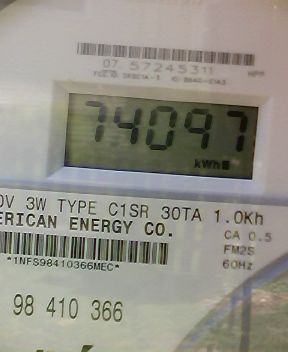 07 57245311
74097
kWh
0V 3W TYPE C1SR 30TA 1.0Kh
ERICAN ENERGY CO.
CA 0.5
FM2S
*1NFS98410366MEC*
60Hz
98 410 366